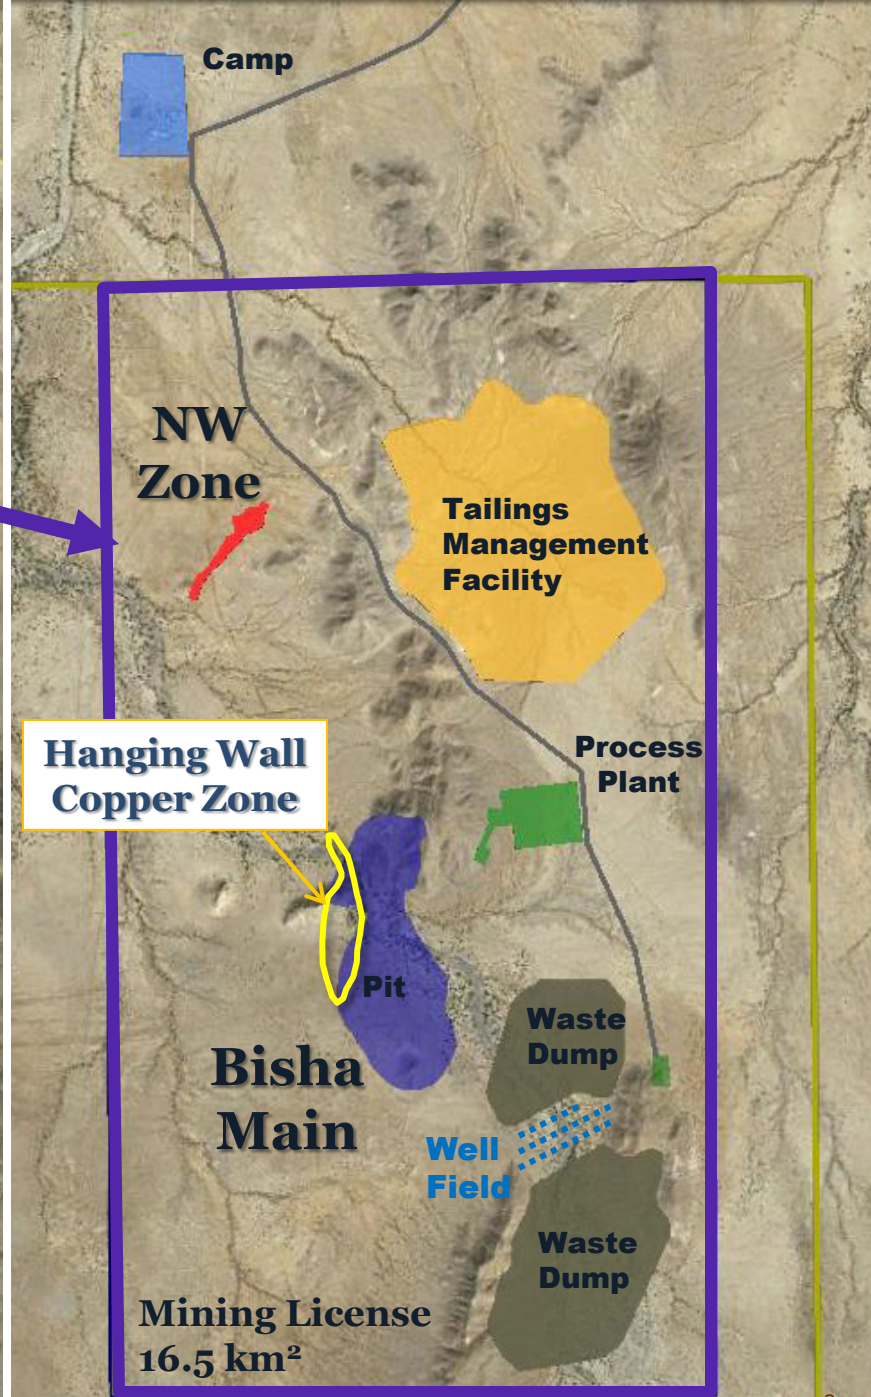 Camp
NW
Zone
Tailings
Management
Facility
Hanging Wall
Copper Zone
Process
Plant
Pit
Waste
Dump
Bisha
Main
Well
Field
Waste
Dump
Mining License
16.5 km²